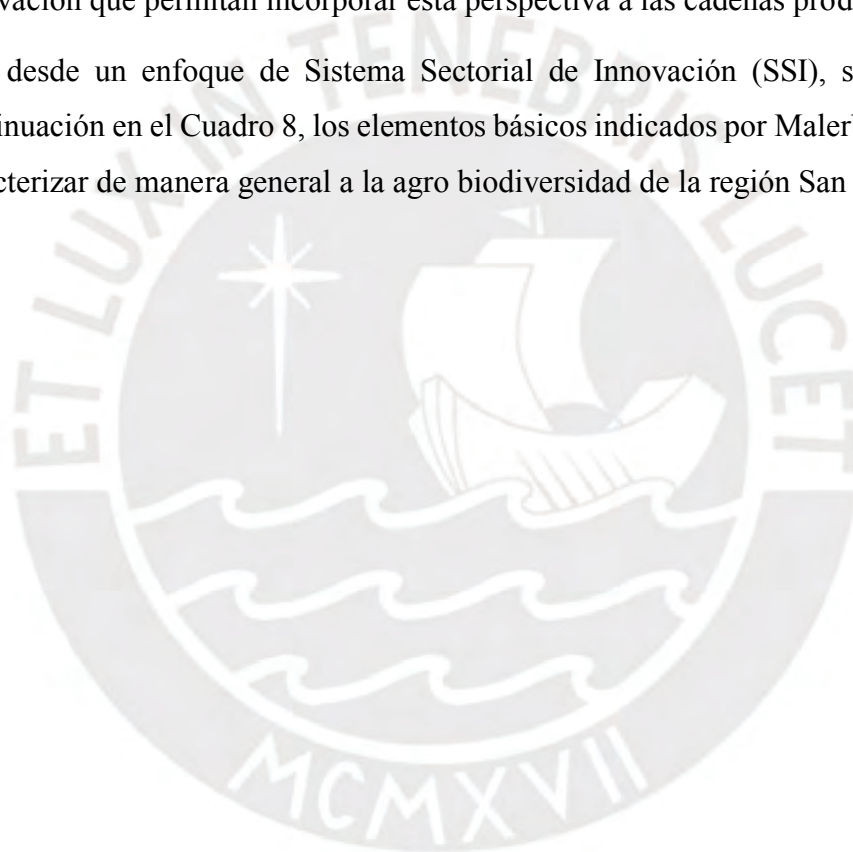 vación que permitan incorporar esta perspectiva a las cadenas prod
desde un enfoque de Sistema Sectorial de Innovación (SSI), s
inuación en el Cuadro 8, los elementos básicos indicados por Maler
cterizar de manera general a la agro biodiversidad de la región San
ET LUX IN TENEBRIS LUCET
MCMXVII